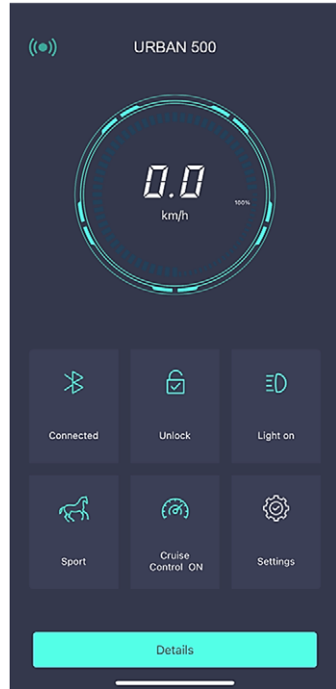 URBAN 500
0.0
km/h
100%
Connected
Unlock
Light on
Sport
Cruise
Control ON
Settings
Details